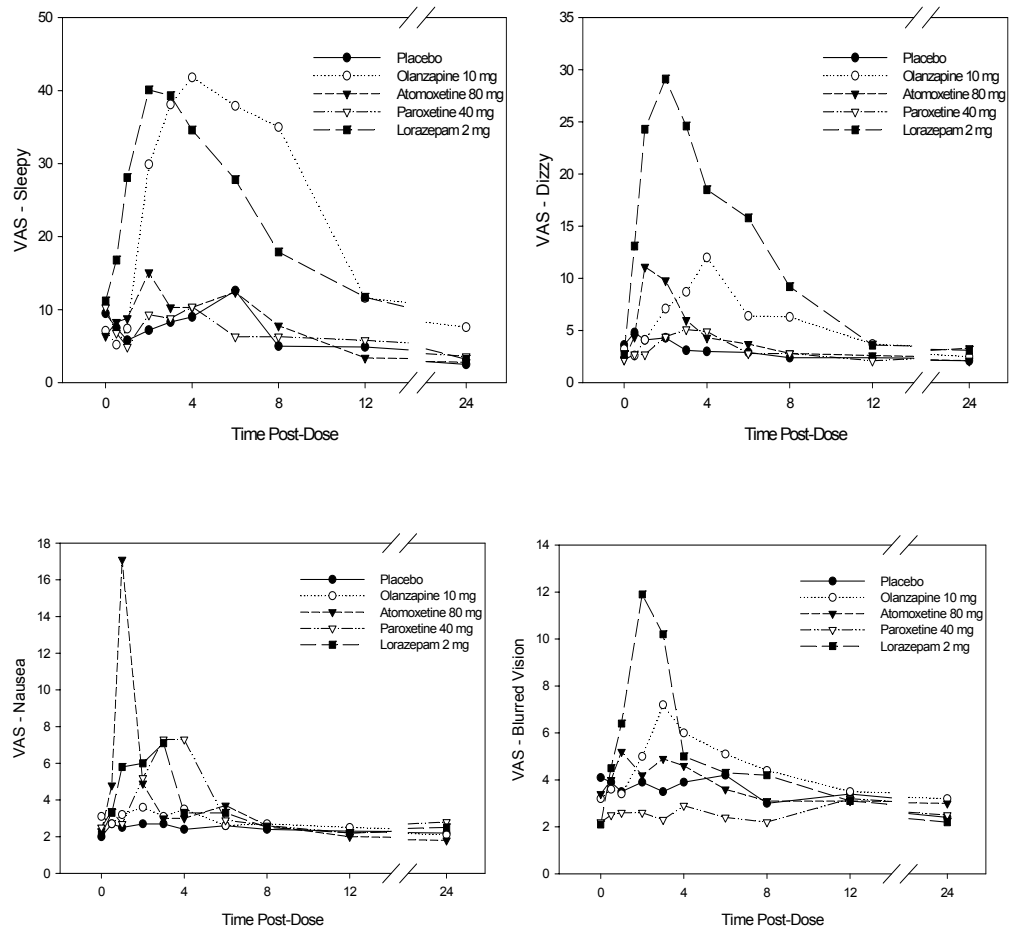 VAS - Sleepy
50
40
30
20
10
0
Placebo
Olanzapine 10 mg
Atomoxetine 80 mg
Paroxetine 40 mg
Lorazepam 2 mg
0 4 8 12 24
Time Post-Dose
VAS - Dizzy
35
30
25
20
15
10
5
0
Placebo
Olanzapine 10 mg
Atomoxetine 80 mg
Paroxetine 40 mg
Lorazepam 2 mg
0 4 8 12 24
Time Post-Dose
VAS - Nausea
18
16
14
12
10
8
6
4
2
0
Placebo
Olanzapine 10 mg
Atomoxetine 80 mg
Paroxetine 40 mg
Lorazepam 2 mg
0 4 8 12 24
Time Post-Dose
VAS - Blurred Vision
14
12
10
8
6
4
2
0
Placebo
Olanzapine 10 mg
Atomoxetine 80 mg
Paroxetine 40 mg
Lorazepam 2 mg
0 4 8 12 24
Time Post-Dose